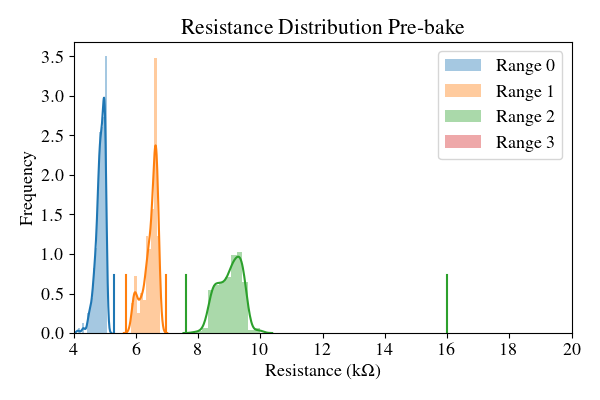 Resistance Distribution Pre-bake
Frequency
3.5
3.0
2.5
2.0
1.5
1.0
0.5
0.0
Range 0
Range 1
Range 2
Range 3
4 6 8 10 12 14 16 18 20
Resistance (kΩ)